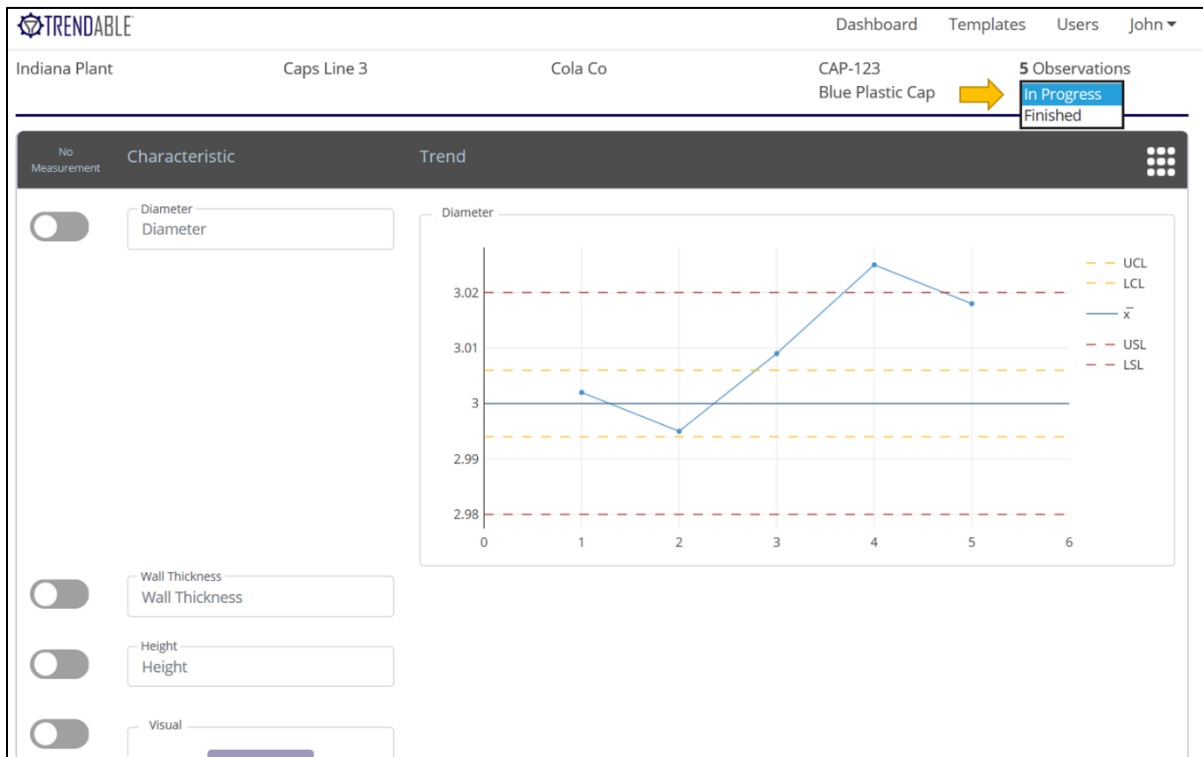 TRENDABLE
Dashboard Templates Users John
Indiana Plant Caps Line 3 Cola Co CAP-123 5 Observations
Blue Plastic Cap In Progress
Finished
No Measurement Characteristic Trend
Diameter
Diameter
Diameter
3.02
3.01
3
2.99
2.98
0 1 2 3 4 5 6
UCL
LCL
x̄
USL
LSL
Wall Thickness
Wall Thickness
Height
Height
Visual